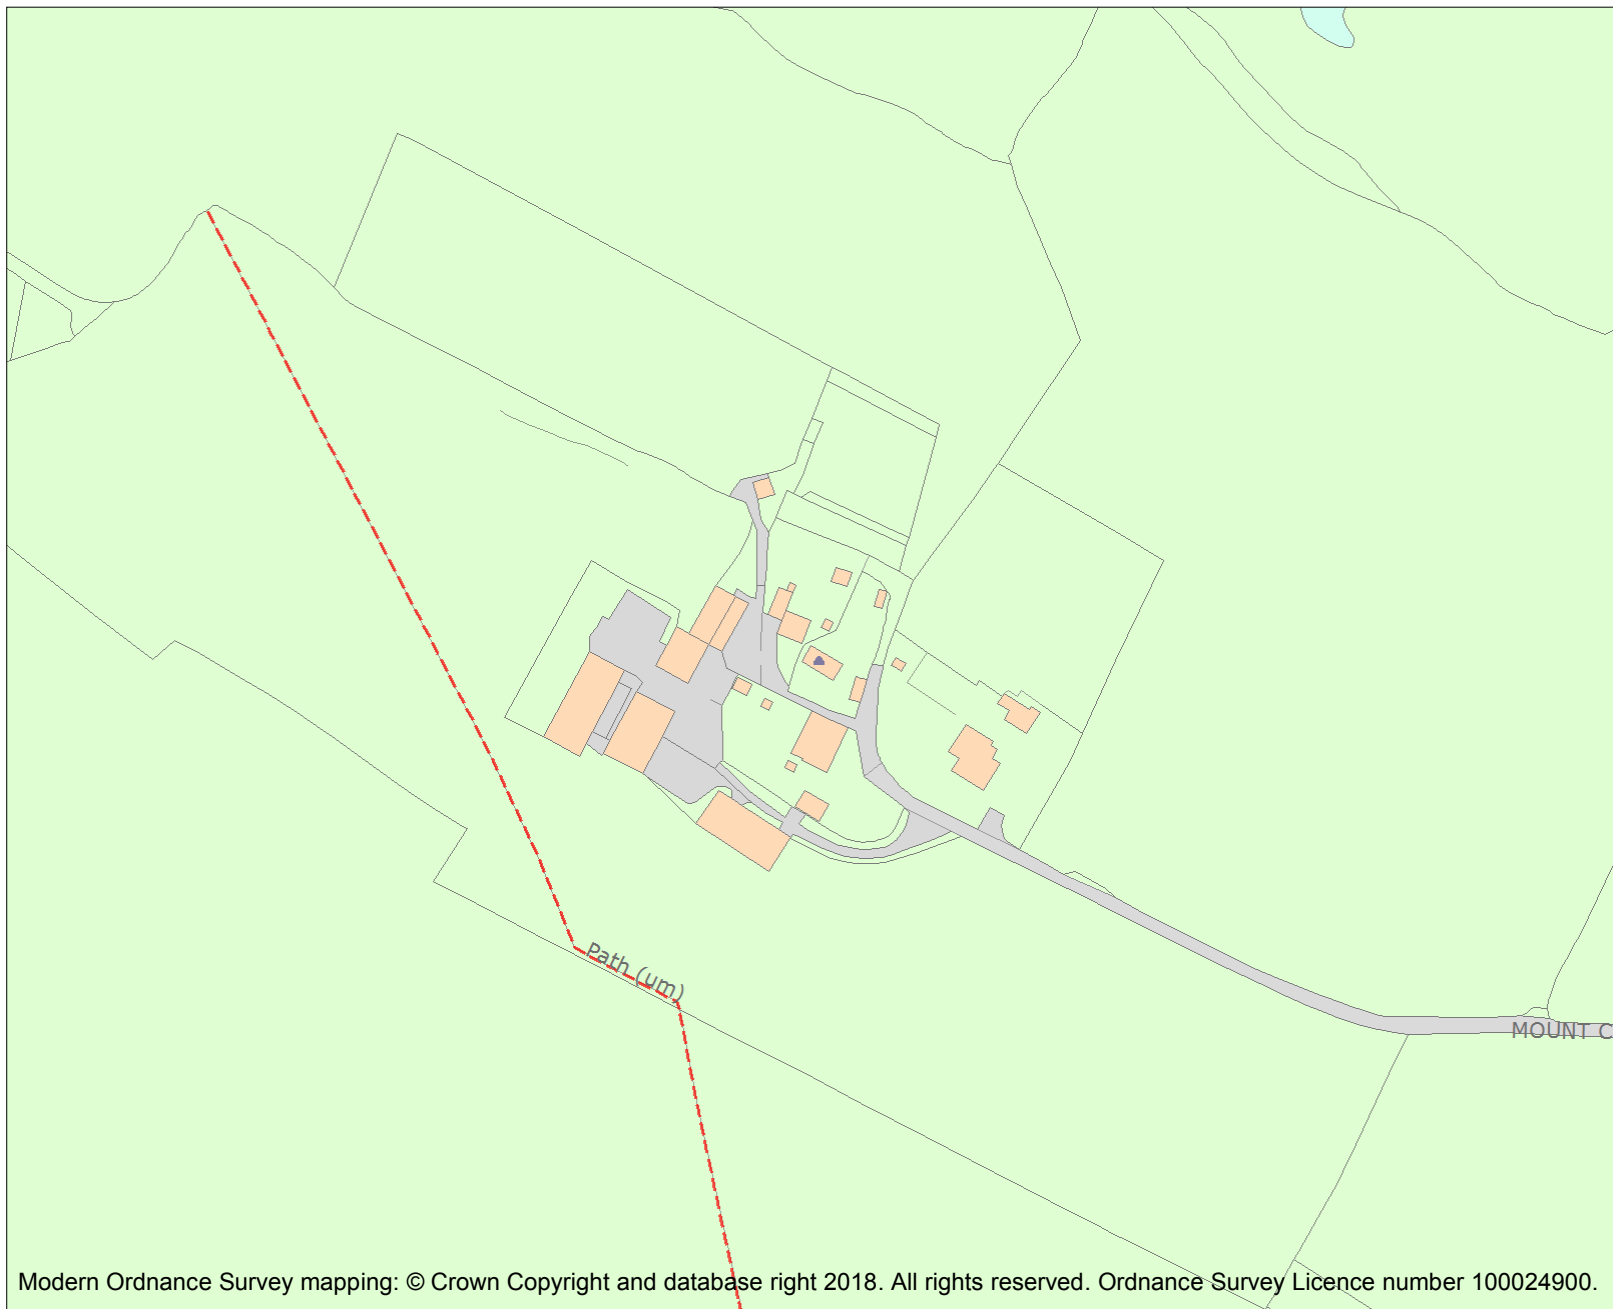 Path (um)
MOUNT C
Modern Ordnance Survey mapping: © Crown Copyright and database right 2018. All rights reserved. Ordnance Survey Licence number 100024900.